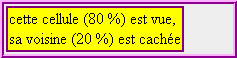 cette cellule (80 %) est vue,
sa voisine (20 %) est cachée